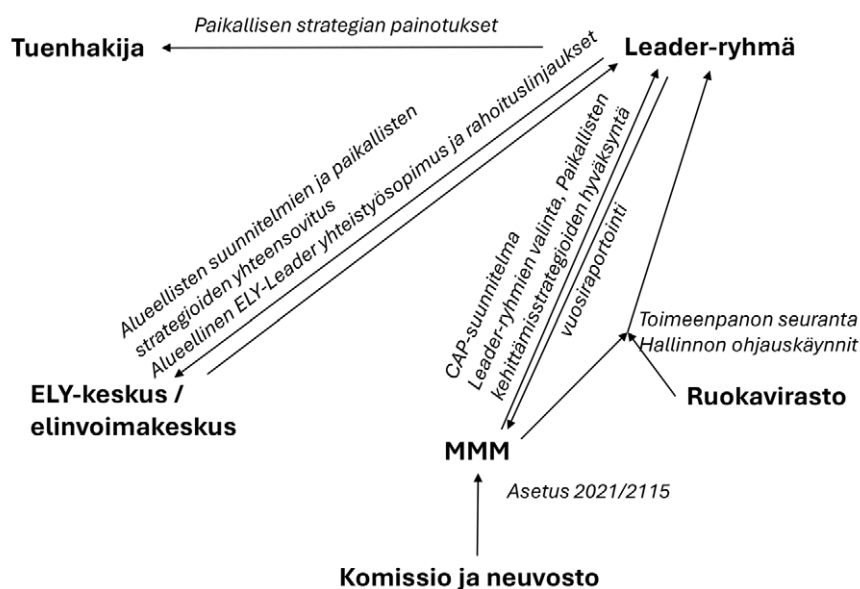 Paikallisen strategian painotukset
Tuenhakija
Leader-ryhmä
Alueellisten suunnitelmien ja paikallisten
strategioiden yhteensovitus
Alueellinen ELY-Leader yhteistyösopimus ja rahoituslinjaukset
CAP-suunnitelma
Leader-ryhmien valinta, Paikallisten
kehittämisstrategioiden hyväksyntä
vuosiraportointi
Toimeenpanon seuranta
Hallinnon ohjauskäynnit
ELY-keskus /
elinvoimakeskus
Ruokavirasto
MMM
Asetus 2021/2115
Komissio ja neuvosto